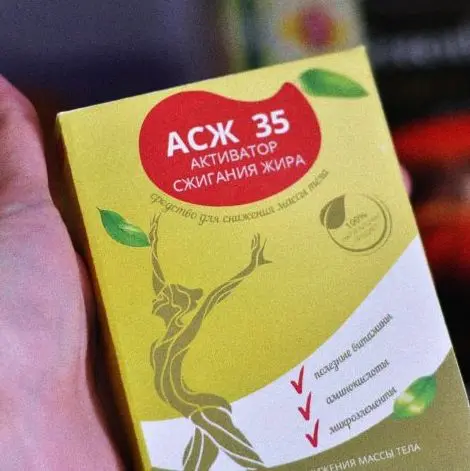 АСЖ 35
АКТИВАТОР
СЖИГАНИЯ ЖИРА
средство для снижения массы тела
100%
полезные витамины
аминокислоты
микроэлементы
МАССЫ ТЕЛА